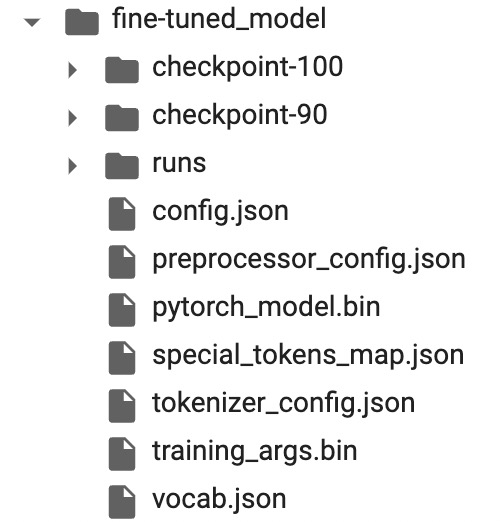 fine-tuned_model
checkpoint-100
checkpoint-90
runs
config.json
preprocessor_config.json
pytorch_model.bin
special_tokens_map.json
tokenizer_config.json
training_args.bin
vocab.json